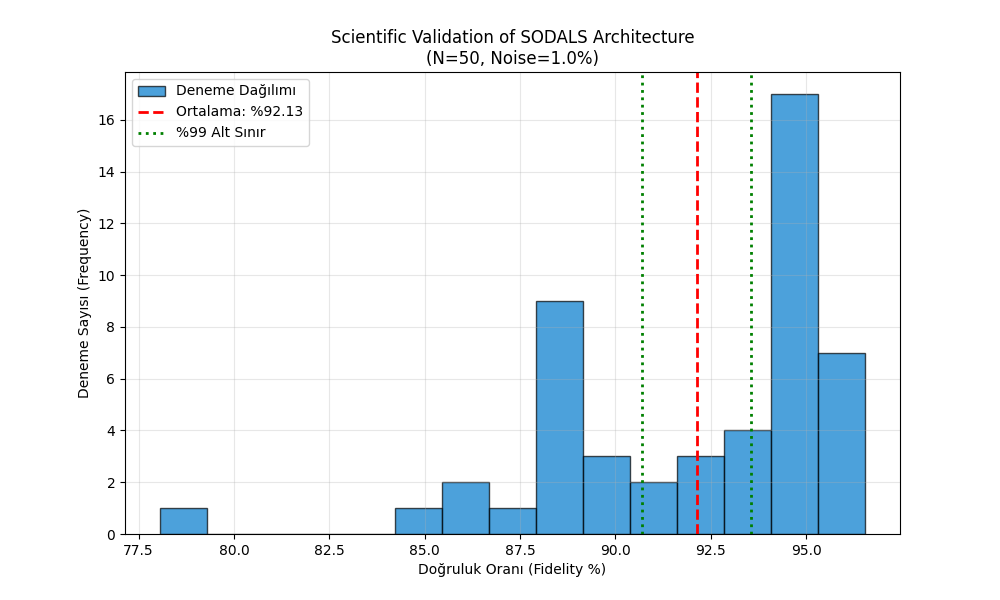 Scientific Validation of SODALS Architecture
(N=50, Noise=1.0%)
Deneme Dağılımı
Ortalama: %92.13
%99 Alt Sınır
Deneme Sayısı (Frequency)
16
14
12
10
8
6
4
2
0
77.5 80.0 82.5 85.0 87.5 90.0 92.5 95.0
Doğruluk Oranı (Fidelity %)